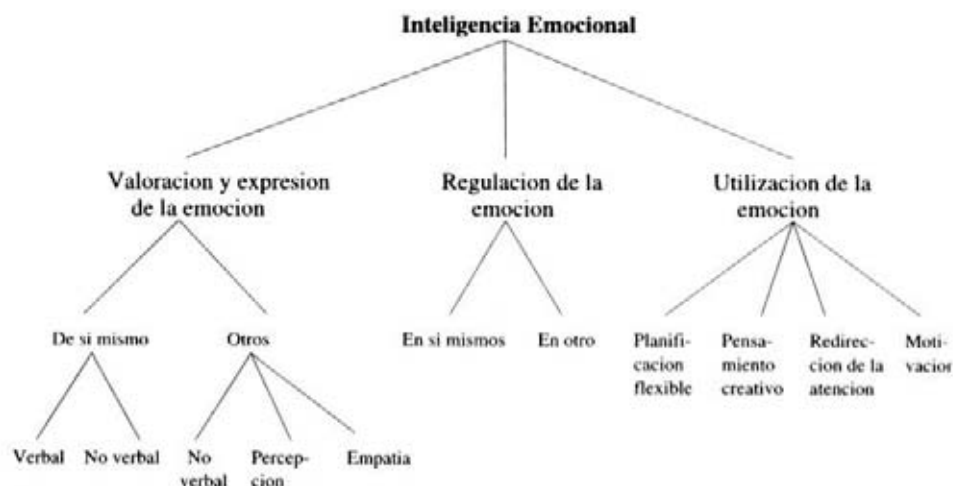 Inteligencia Emocional
Valoracion y expresion
de la emocion
Regulacion de la
emocion
Utilizacion de la
emocion
De si mismo
Otros
En si mismos
En otro
Planifi-
cacion
flexible
Pensa-
miento
creativo
Redirec-
cion de la
atencion
Moti-
vacior
Verbal
No verbal
No
verbal
Percep-
cion
Empatia